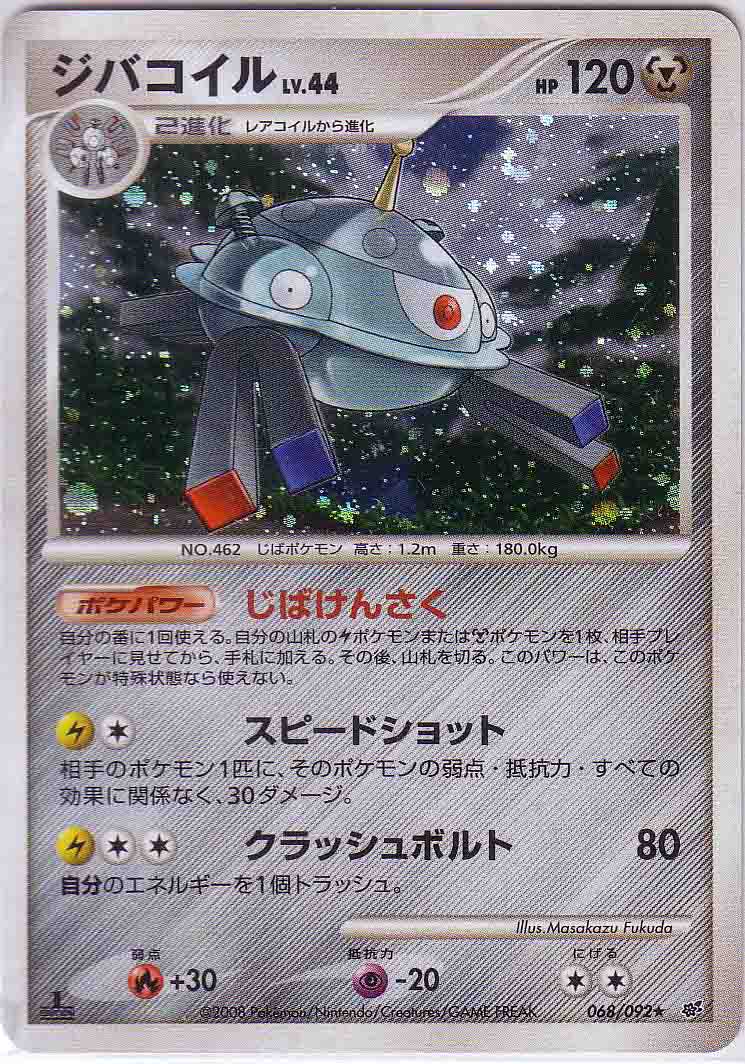 ジバコイル LV.44 HP 120
2進化 レアコイルから進化
NO.462 じばポケモン 高さ:1.2m 重さ:180.0kg
ポケパワー じばけんさく
自分の番に1回使える。自分の山札のポケモンまたはポケモンを1枚、相手プレ
イヤーに見せてから、手札に加える。その後、山札を切る。このパワーは、このポケ
モンが特殊状態なら使えない。
スピードショット
相手のポケモン1匹に、そのポケモンの弱点・抵抗力・すべての
効果に関係なく、30ダメージ。
クラッシュボルト 80
自分のエネルギーを1個トラッシュ。
Illus. Masakazu Fukuda
弱点 抵抗力 にげる
+30 -20
1
©2008 Pokémon/Nintendo/Creatures/GAME FREAK. 068/092★